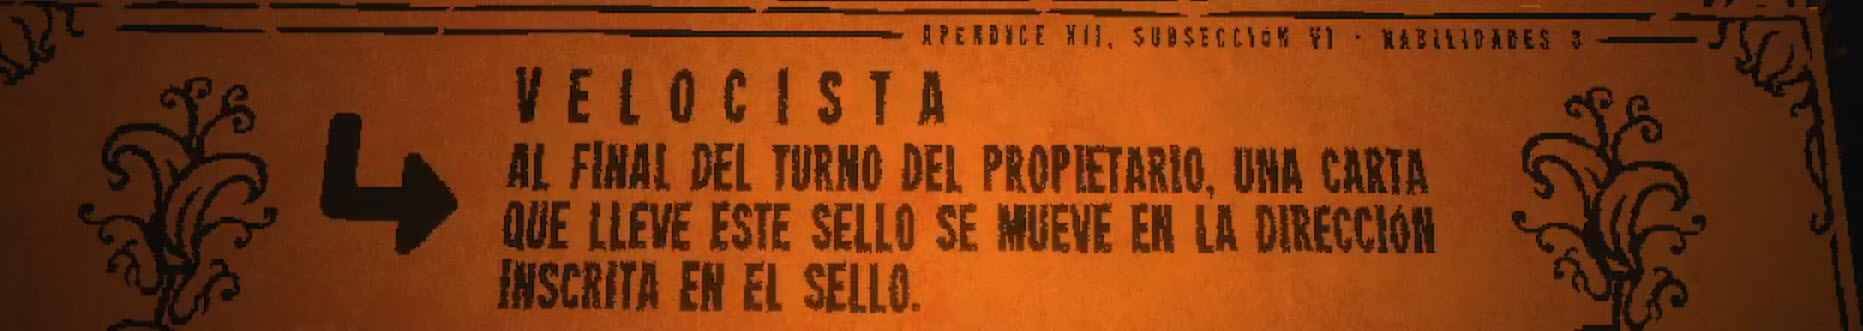 APENDICE XII, SUBSECCIÓN VI - HABILIDADES 3
VELOCISTA
AL FINAL DEL TURNO DEL PROPIETARIO, UNA CARTA
QUE LLEVE ESTE SELLO SE MUEVE EN LA DIRECCIÓN
INSCRITA EN EL SELLO.